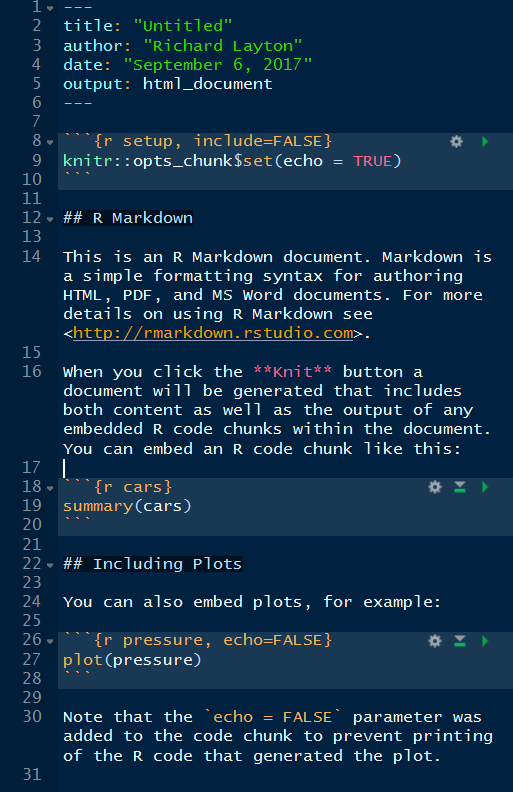 1 ---
2 title: "Untitled"
3 author: "Richard Layton"
4 date: "September 6, 2017"
5 output: html_document
6 ---
7
8 ```{r setup, include=FALSE}
9 knitr::opts_chunk$set(echo = TRUE)
10 ```
11
12 ## R Markdown
13
14 This is an R Markdown document. Markdown is
a simple formatting syntax for authoring
HTML, PDF, and MS Word documents. For more
details on using R Markdown see
<http://rmarkdown.rstudio.com>.
15
16 When you click the **Knit** button a
document will be generated that includes
both content as well as the output of any
embedded R code chunks within the document.
You can embed an R code chunk like this:
17
18 ```{r cars}
19 summary(cars)
20 ```
21
22 ## Including Plots
23
24 You can also embed plots, for example:
25
26 ```{r pressure, echo=FALSE}
27 plot(pressure)
28 ```
29
30 Note that the `echo = FALSE` parameter was
added to the code chunk to prevent printing
of the R code that generated the plot.
31